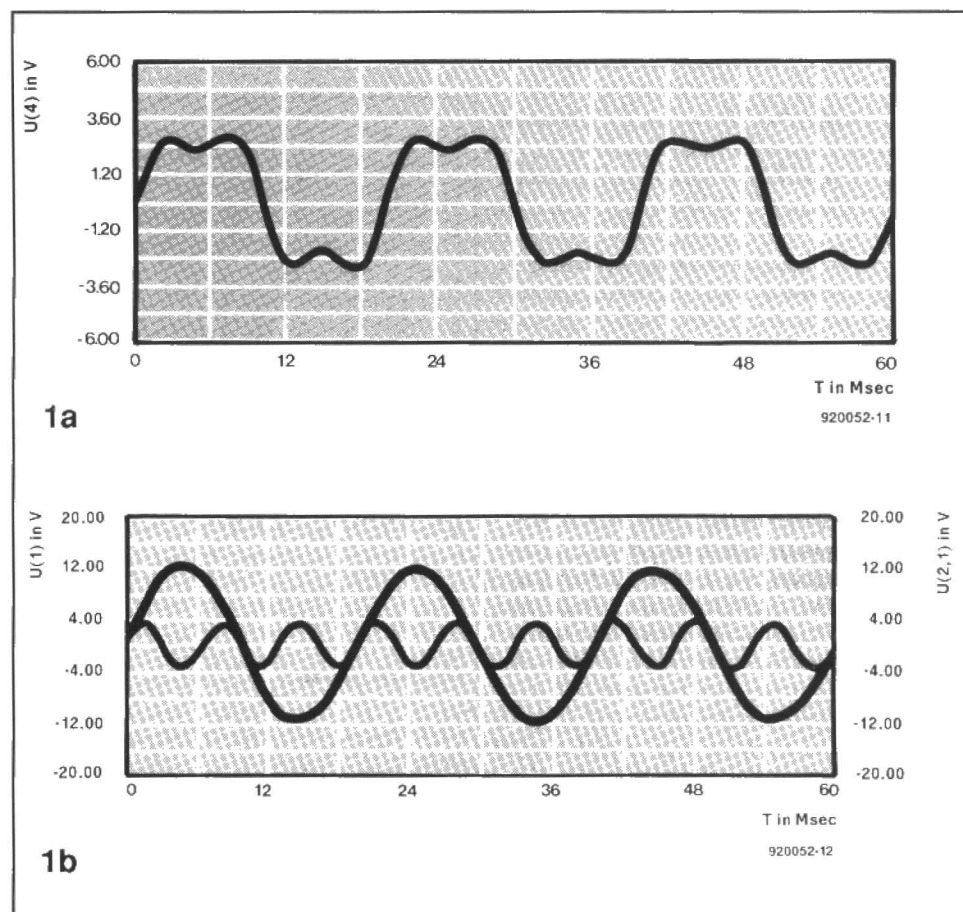 U(4) in V
6.00
3.60
1.20
-1.20
-3.60
-6.00
0 12 24 36 48 60
T in Msec
920052-11
1a
U(1) in V
20.00
12.00
4.00
-4.00
-12.00
-20.00
U(2,1) in V
20.00
12.00
4.00
-4.00
-12.00
-20.00
0 12 24 36 48 60
T in Msec
920052-12
1b